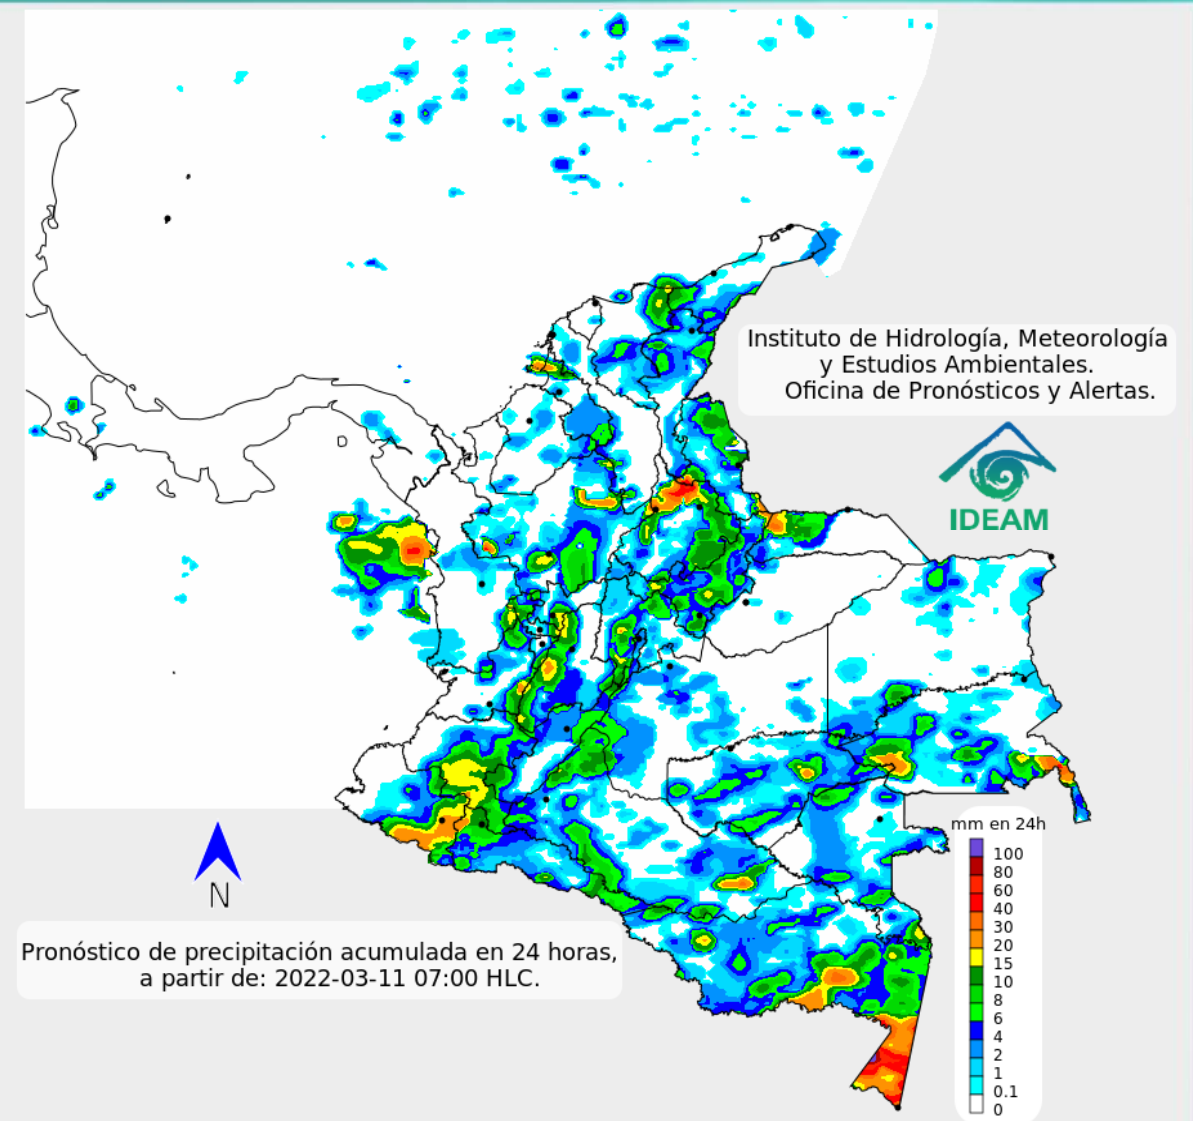 Instituto de Hidrología, Meteorología
y Estudios Ambientales.
Oficina de Pronósticos y Alertas.
IDEAM
mm en 24h
100
80
60
40
30
20
15
10
8
6
4
2
1
0.1
0
N
Pronóstico de precipitación acumulada en 24 horas,
a partir de: 2022-03-11 07:00 HLC.